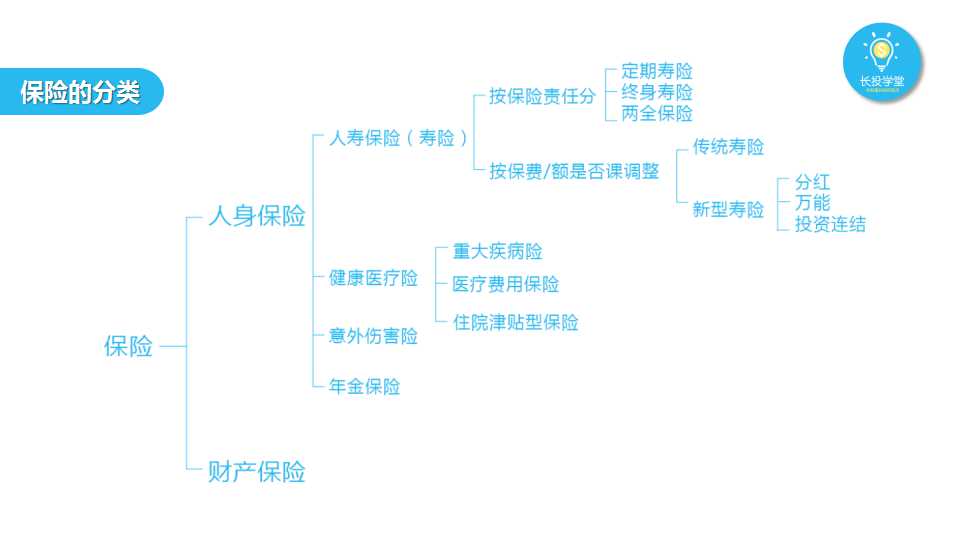 保险的分类
长投学堂
保险
人身保险
人寿保险（寿险）
按保险责任分
定期寿险
终身寿险
两全保险
按保费/额是否课调整
传统寿险
新型寿险
分红
万能
投资连结
健康医疗险
重大疾病险
医疗费用保险
住院津贴型保险
意外伤害险
年金保险
财产保险